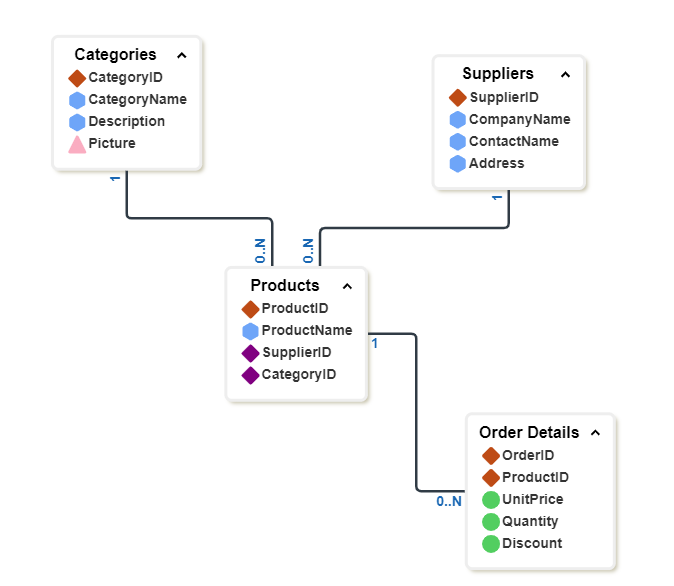 Categories
CategoryID
CategoryName
Description
Picture
1
Suppliers
SupplierID
CompanyName
ContactName
Address
1
0..N
0..N
Products
ProductID
ProductName
SupplierID
CategoryID
1
0..N
Order Details
OrderID
ProductID
UnitPrice
Quantity
Discount